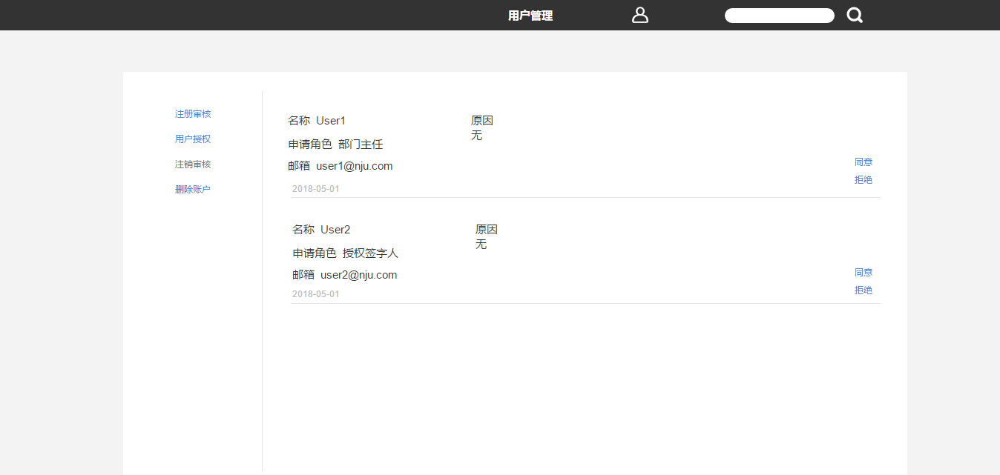 用户管理
注册审核
用户授权
注销审核
删除账户
名称 User1
原因
无
申请角色 部门主任
邮箱 user1@nju.com
同意
拒绝
2018-05-01
名称 User2
原因
无
申请角色 授权签字人
邮箱 user2@nju.com
同意
拒绝
2018-05-01